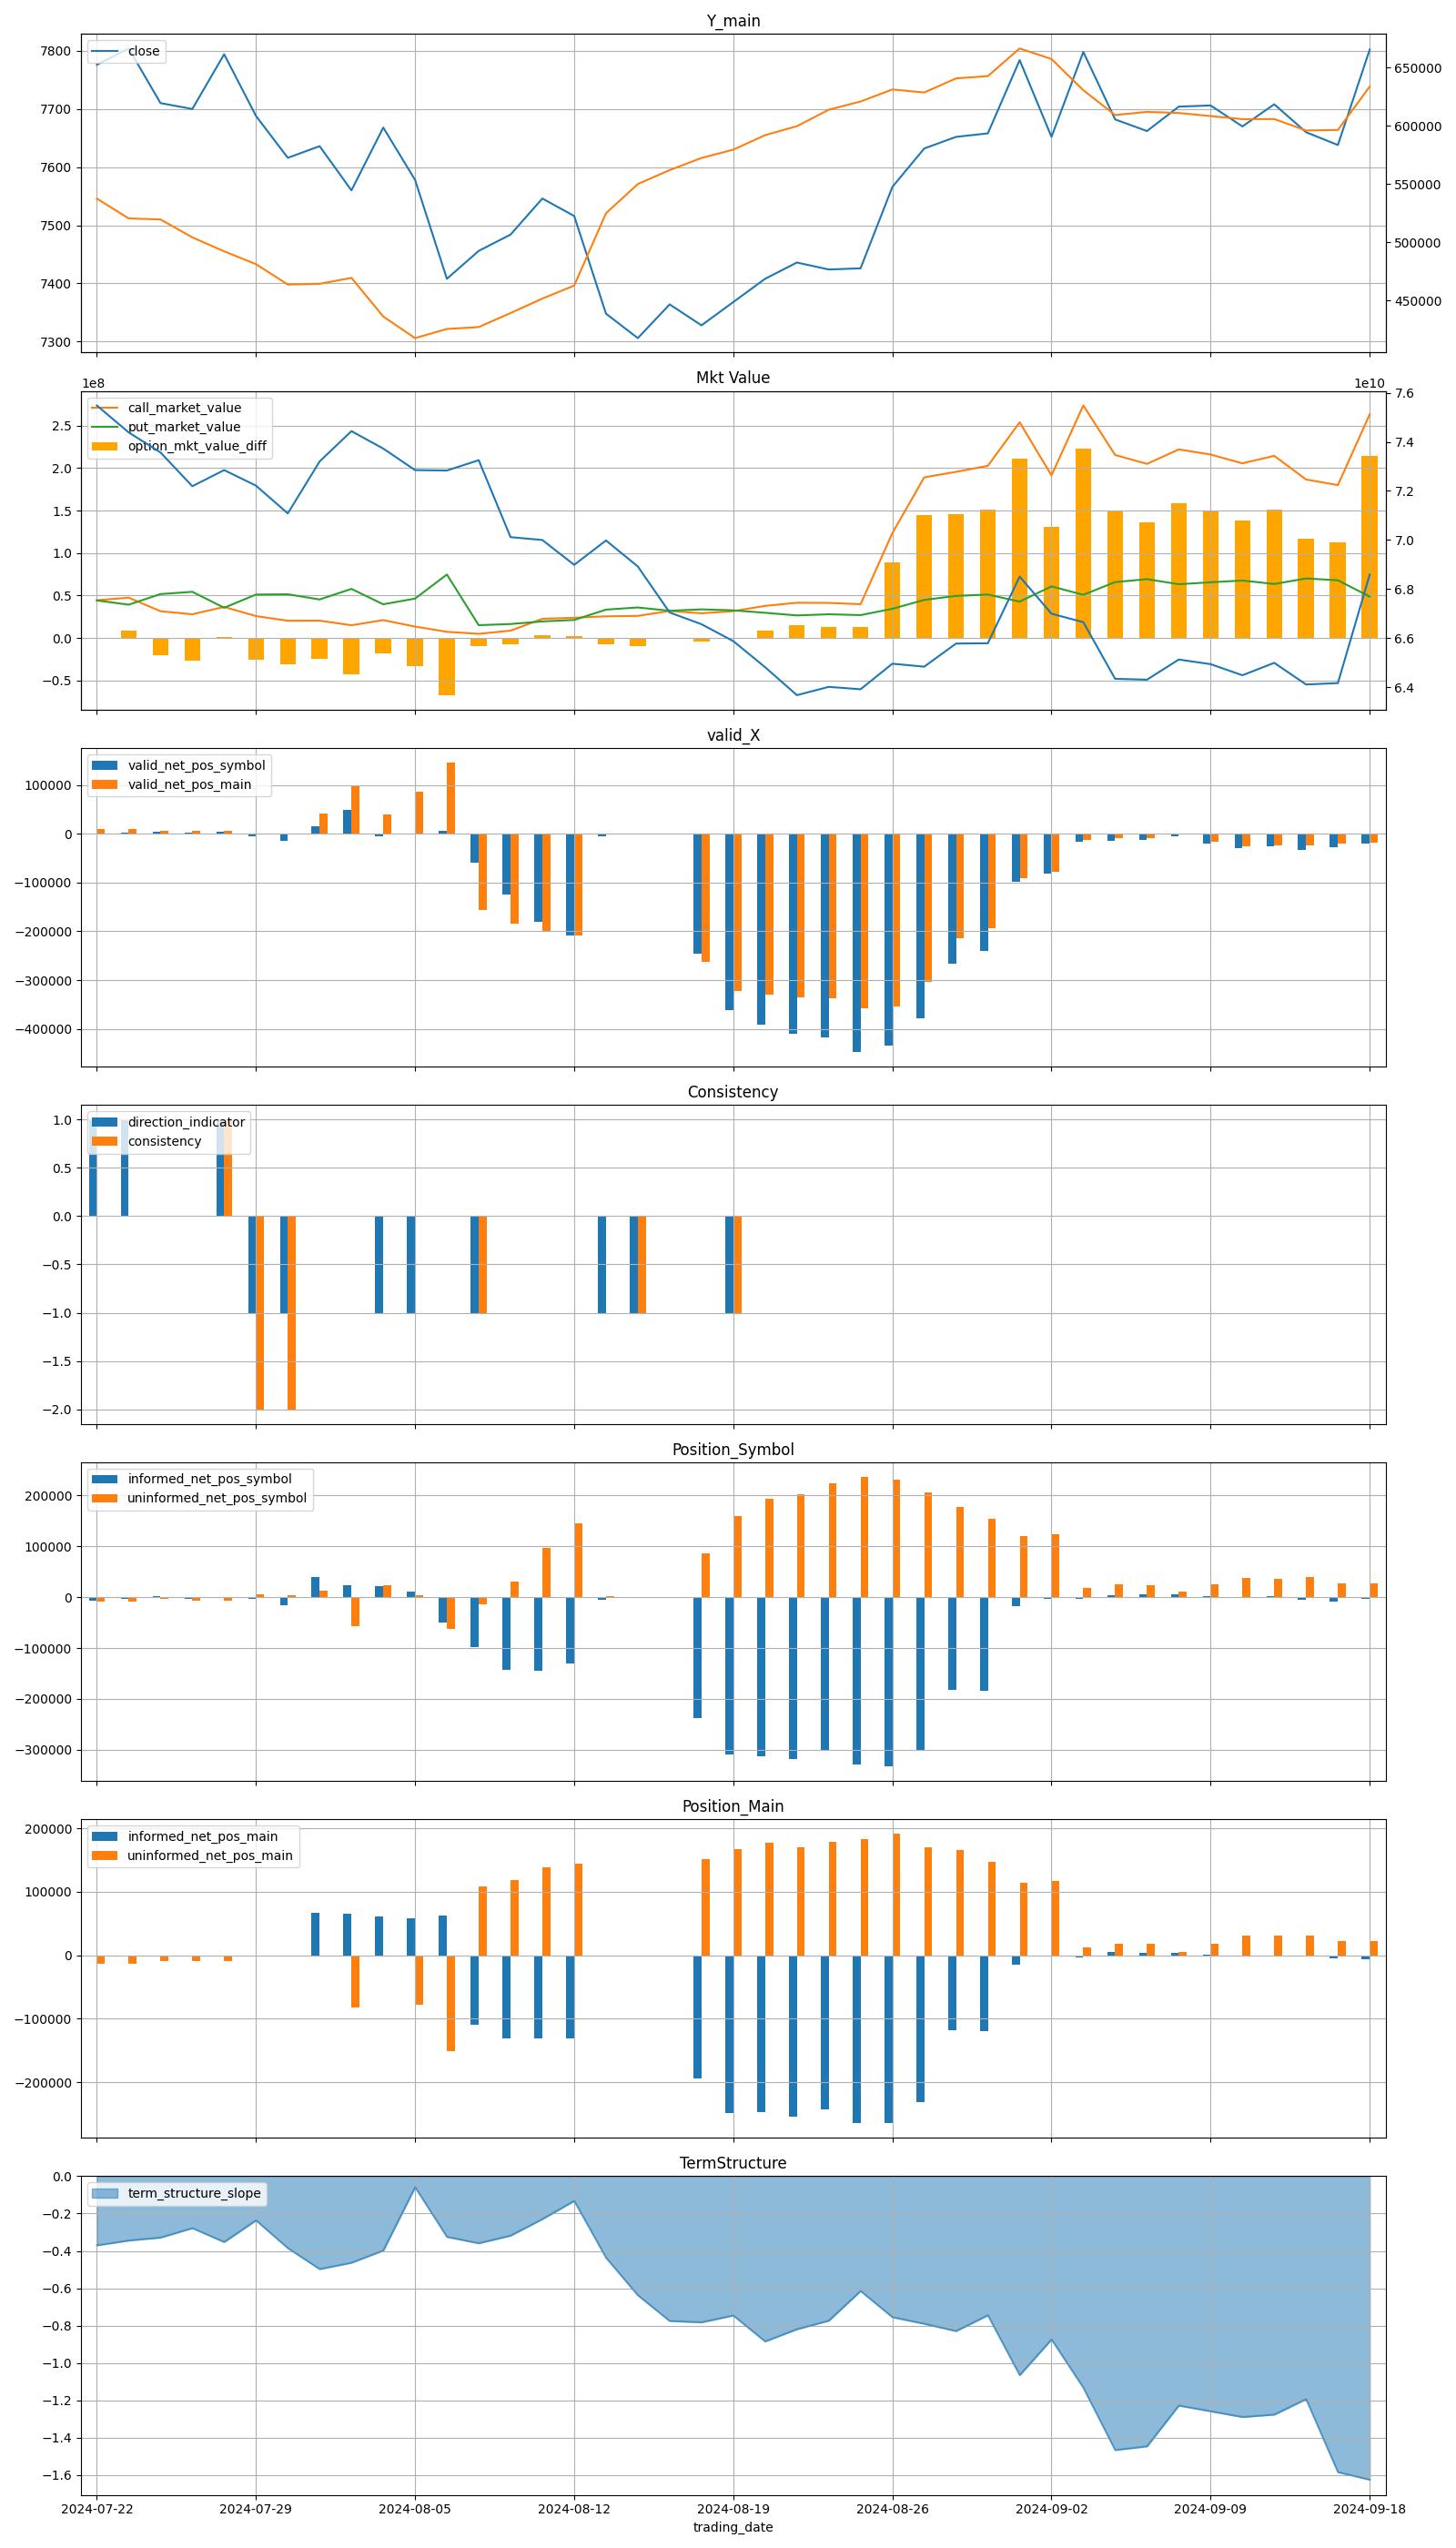 Y_main
close
7800
7700
7600
7500
7400
7300
650000
600000
550000
500000
450000
Mkt Value
1e8
1e10
call_market_value
put_market_value
option_mkt_value_diff
2.5
2.0
1.5
1.0
0.5
0.0
−0.5
7.6
7.4
7.2
7.0
6.8
6.6
6.4
valid_X
valid_net_pos_symbol
valid_net_pos_main
100000
0
−100000
−200000
−300000
−400000
Consistency
direction_indicator
consistency
1.0
0.5
0.0
−0.5
−1.0
−1.5
−2.0
Position_Symbol
informed_net_pos_symbol
uninformed_net_pos_symbol
200000
100000
0
−100000
−200000
−300000
Position_Main
informed_net_pos_main
uninformed_net_pos_main
200000
100000
0
−100000
−200000
TermStructure
term_structure_slope
0.0
−0.2
−0.4
−0.6
−0.8
−1.0
−1.2
−1.4
−1.6
2024-07-22 2024-07-29 2024-08-05 2024-08-12 2024-08-19 2024-08-26 2024-09-02 2024-09-09 2024-09-18
trading_date